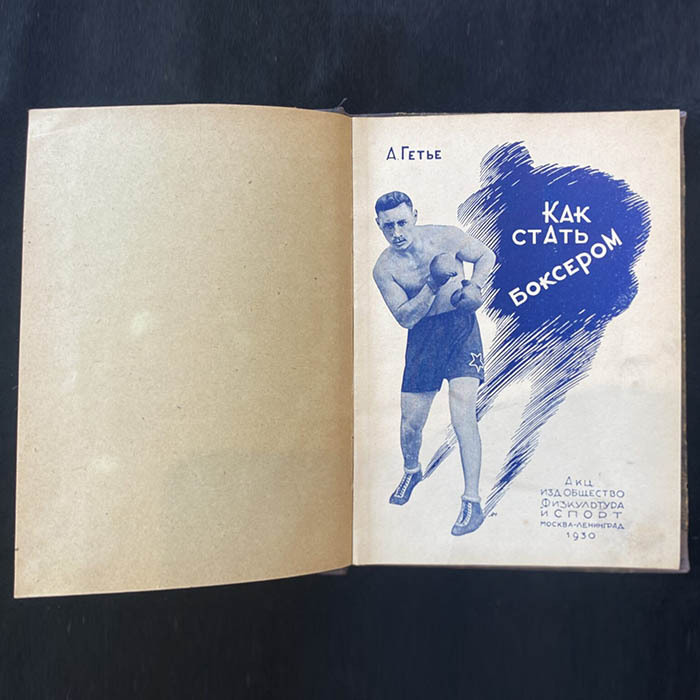 А. Гетье
Как
стать
боксером
Акц
изд общество
физкультура
и спорт
Москва-Ленинград
1930